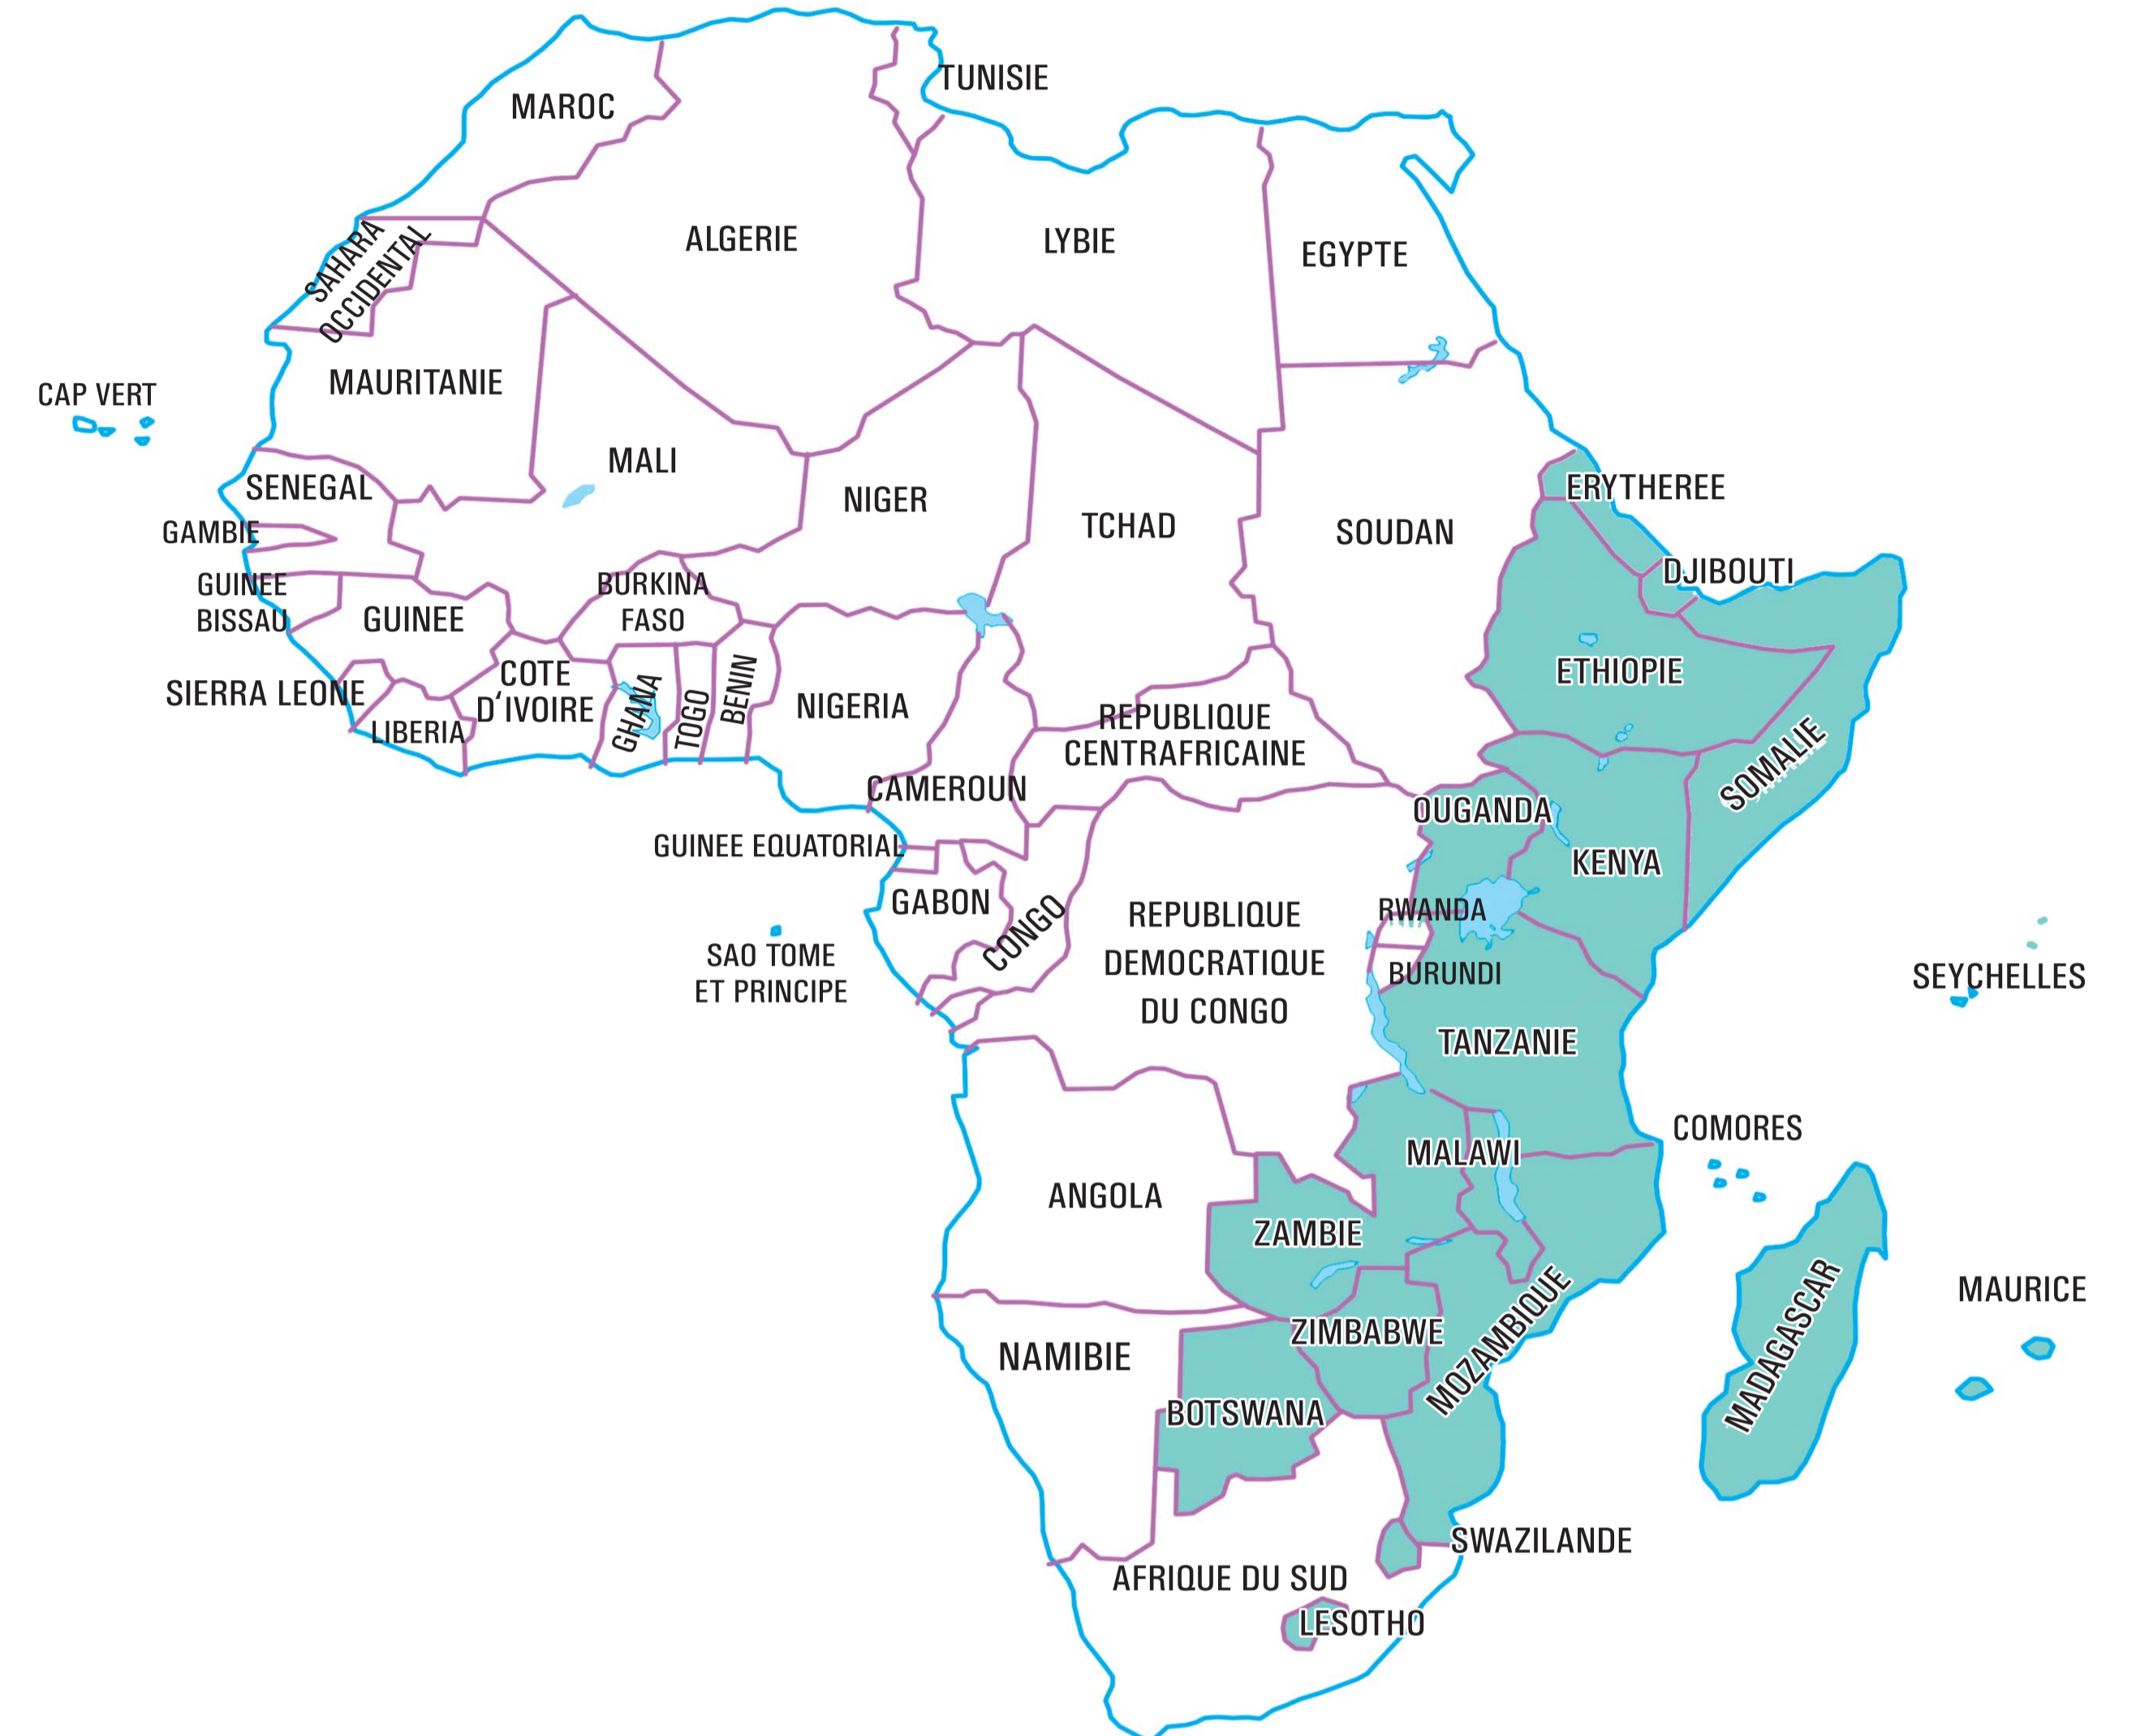 TUNISIE
MAROC
ALGERIE
LYBIE
EGYPTE
SAHARA
OCCIDENTAL
MAURITANIE
CAP VERT
MALI
NIGER
SENEGAL
ERYTHEREE
TCHAD
SOUDAN
GAMBIE
DJIBOUTI
GUINEE
BISSAU
BURKINA
FASO
GUINEE
ETHIOPIE
COTE
D'IVOIRE
SIERRA LEONE
LIBERIA
GHANA
TOGO
BENIN
NIGERIA
REPUBLIQUE
CENTRAFRICAINE
SOMALIE
CAMEROUN
OUGANDA
GUINEE EQUATORIAL
KENYA
GABON
CONGO
REPUBLIQUE
DEMOCRATIQUE
DU CONGO
RWANDA
SAO TOME
ET PRINCIPE
BURUNDI
SEYCHELLES
TANZANIE
COMORES
MALAWI
ANGOLA
ZAMBIE
MAURICE
MADAGASCAR
MOZAMBIQUE
ZIMBABWE
NAMIBIE
BOTSWANA
SWAZILANDE
AFRIQUE DU SUD
LESOTHO